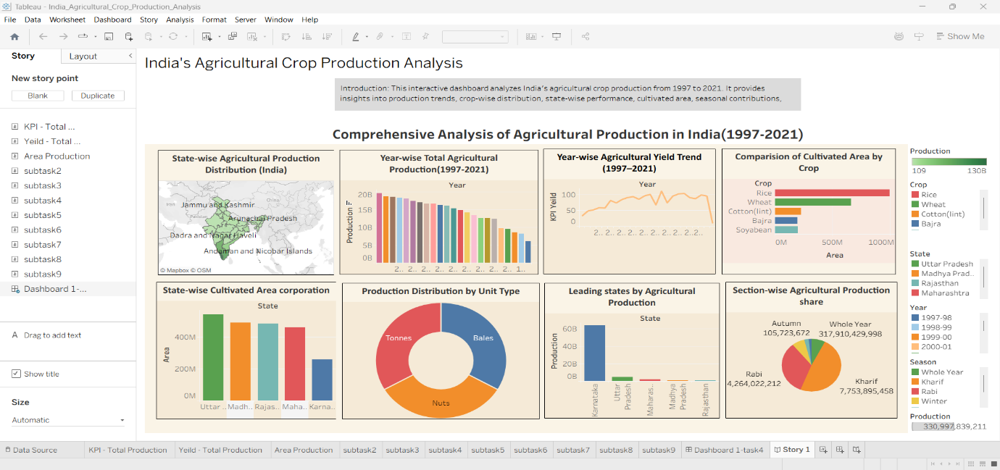 Tableau - India_Agricultural_Crop_Production_Analysis
File Data Worksheet Dashboard Story Analysis Format Server Window Help
Show Me
Story Layout
New story point
Blank Duplicate
KPI - Total ...
Yeild - Total ...
Area Production
subtask2
subtask3
subtask4
subtask5
subtask6
subtask7
subtask8
subtask9
Dashboard 1-...
A Drag to add text
Show title
Size
Automatic
India's Agricultural Crop Production Analysis
Introduction: This interactive dashboard analyzes India's agricultural crop production from 1997 to 2021. It provides
insights into production trends, crop-wise distribution, state-wise performance, cultivated area, seasonal contributions,
Comprehensive Analysis of Agricultural Production in India(1997-2021)
State-wise Agricultural Production
Distribution (India)
Iran
China
Jammu and Kashmir
Pakistan
Arunachal Pradesh
Dadra and Nagar Haveli
Andaman and Nicobar Islands
© Mapbox © OSM
Year-wise Total Agricultural
Production(1997-2021)
Year
Production
20B
15B
10B
5B
0B
2.. 2.. 2.. 2.. 2.. 2.. 2.. 2.. 2.. 1..
Year-wise Agricultural Yield Trend
(1997–2021)
Year
KPI Yeild
100
50
0
2.. 2.. 2.. 2.. 2.. 2.. 2.. 2.. 2.. 2..
Comparision of Cultivated Area by
Crop
Crop
Rice
Wheat
Cotton(lint)
Bajra
Soyabean
0M 500M 1000M
Area
State-wise Cultivated Area corporation
State
Area
400M
200M
0M
Uttar .. Madh.. Rajas.. Maha.. Karna..
Production Distribution by Unit Type
Tonnes Bales
Nuts
Leading states by Agricultural
Production
State
Production
60B
40B
20B
0B
Karnataka
Uttar
Pradesh
Maharas..
Madhya
Pradesh
Rajasthan
Section-wise Agricultural Production
share
Autumn
105,723,672
Whole Year
317,910,429,998
Rabi
4,264,022,212
Kharif
7,753,895,458
Production
109 130B
Crop
Rice
Wheat
Cotton(lint)
Bajra
State
Uttar Pradesh
Madhya Prad..
Rajasthan
Maharashtra
Year
1997-98
1998-99
1999-00
2000-01
Season
Whole Year
Kharif
Rabi
Winter
Production
330,997,839,211
Data Source KPI - Total Production Yeild - Total Production Area Production subtask2 subtask3 subtask4 subtask5 subtask6 subtask7 subtask8 subtask9 Dashboard 1-task4 Story 1